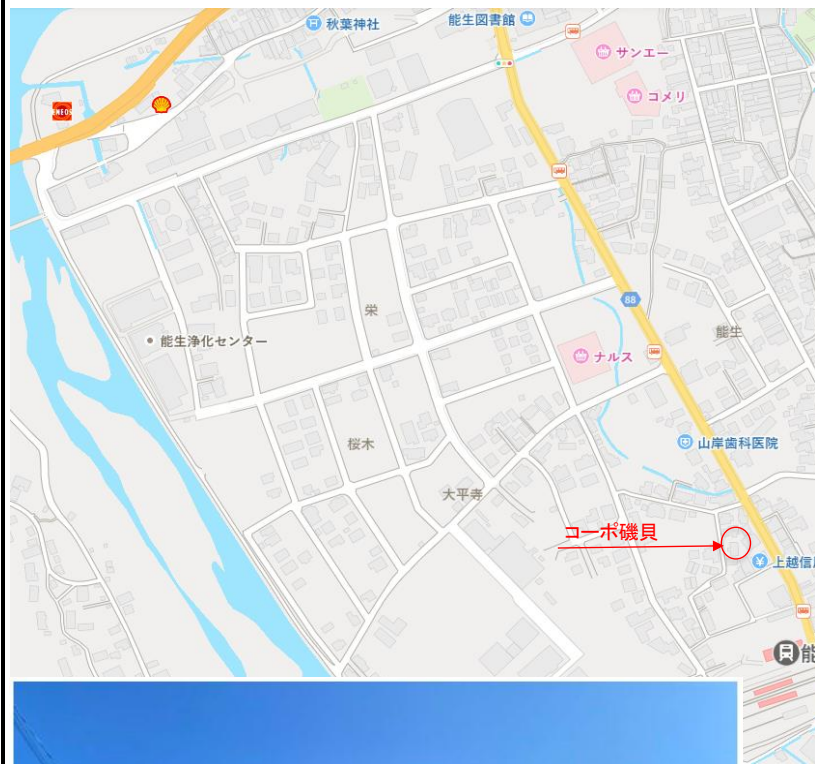 秋葉神社
能生図書館
サンエー
コメリ
ENEOS
88
能生
栄
能生浄化センター
ナルス
桜木
山岸歯科医院
大平寺
コーポ磯貝
上越信
能